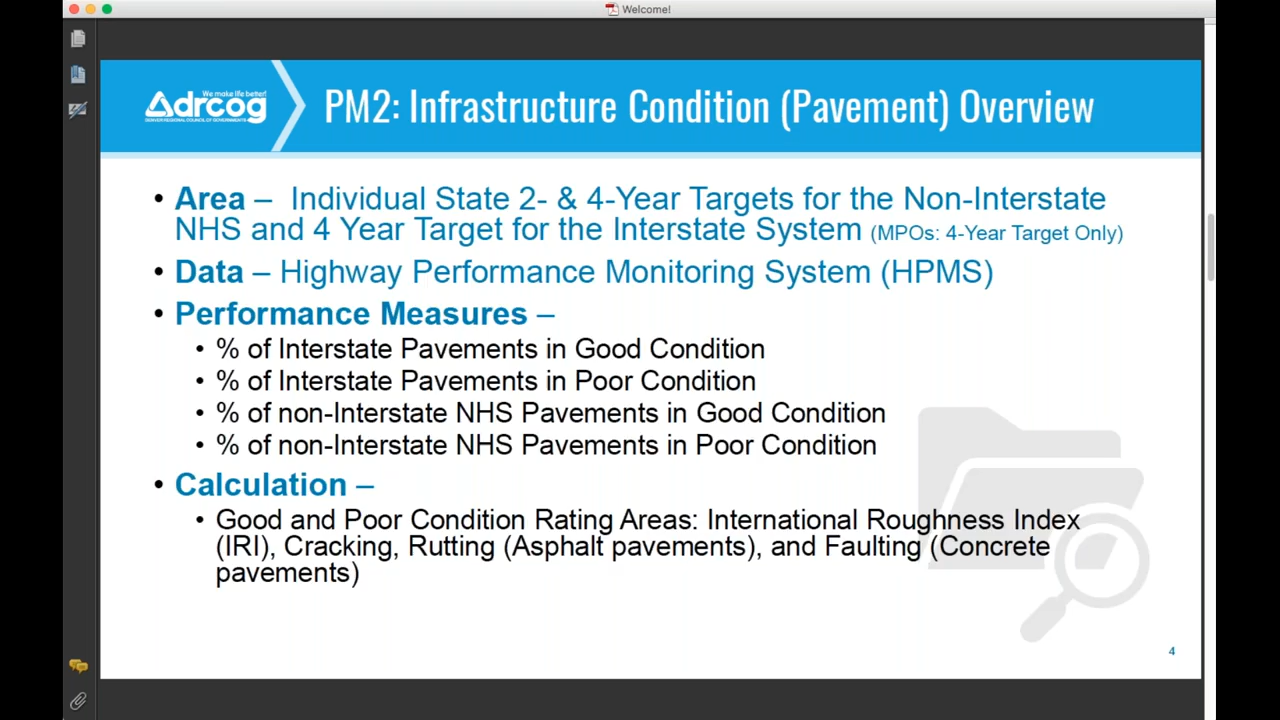 Welcome!
We make life better!
drcog
DENVER REGIONAL COUNCIL OF GOVERNMENTS
PM2: Infrastructure Condition (Pavement) Overview
• Area – Individual State 2- & 4-Year Targets for the Non-Interstate
NHS and 4 Year Target for the Interstate System (MPOs: 4-Year Target Only)
• Data – Highway Performance Monitoring System (HPMS)
• Performance Measures –
• % of Interstate Pavements in Good Condition
• % of Interstate Pavements in Poor Condition
• % of non-Interstate NHS Pavements in Good Condition
• % of non-Interstate NHS Pavements in Poor Condition
• Calculation –
• Good and Poor Condition Rating Areas: International Roughness Index
(IRI), Cracking, Rutting (Asphalt pavements), and Faulting (Concrete
pavements)
4